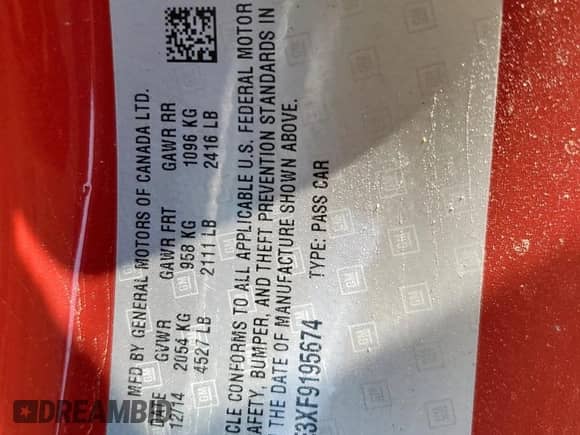 MFD BY GENERAL MOTORS OF CANADA LTD.
DATE GVWR GAWR FRT GAWR RR
12/14 2054 KG 958 KG 1096 KG
4527 LB 2111 LB 2416 LB
CLE CONFORMS TO ALL APPLICABLE U.S. FEDERAL MOTOR
AFETY, BUMPER, AND THEFT PREVENTION STANDARDS IN
THE DATE OF MANUFACTURE SHOWN ABOVE.
3XF9195674 TYPE: PASS CAR
GM
DREAMBID